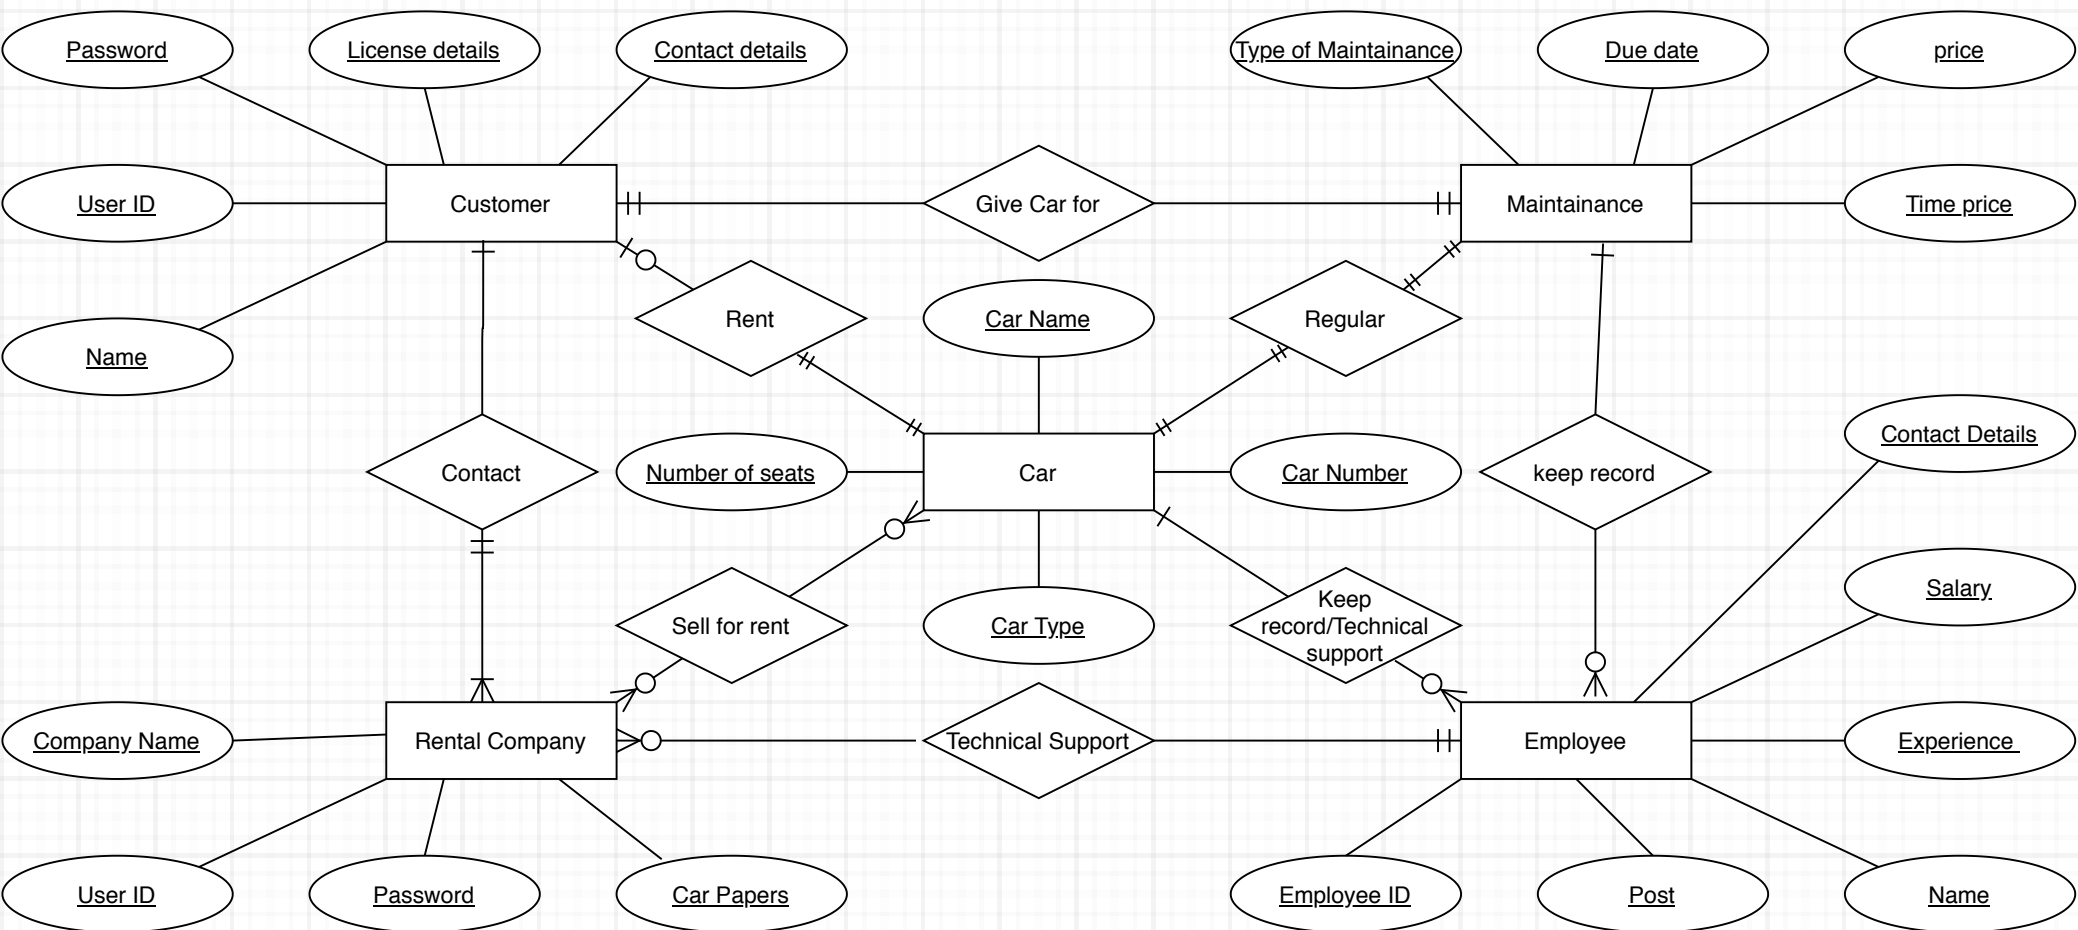 Password
License details
Contact details
Type of Maintainance
Due date
price
User ID
Customer
Give Car for
Maintainance
Time price
Name
Rent
Car Name
Regular
Contact
Number of seats
Car
Car Number
keep record
Contact Details
Sell for rent
Car Type
Keep
record/Technical
support
Salary
Company Name
Rental Company
Technical Support
Employee
Experience
User ID
Password
Car Papers
Employee ID
Post
Name